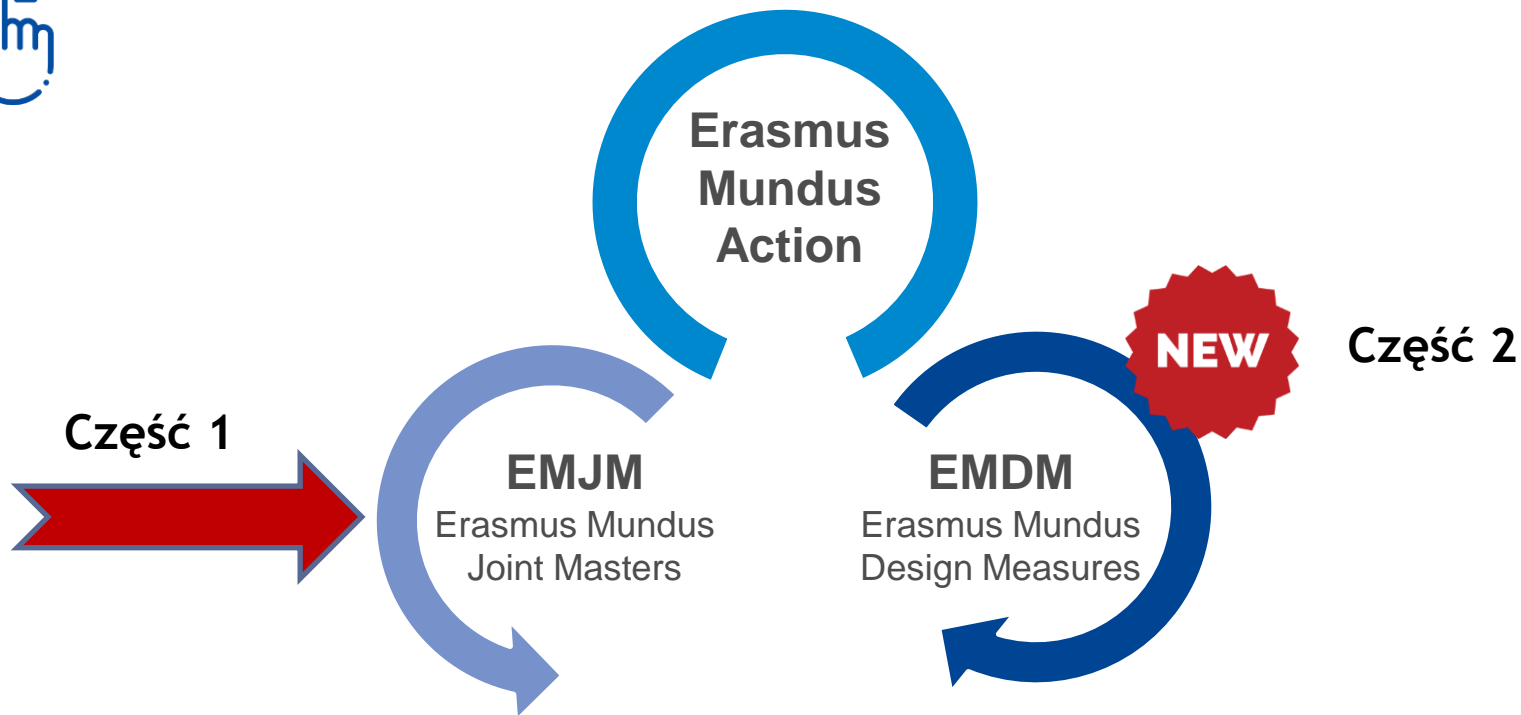 Erasmus
Mundus
Action
NEW
Część 2
Część 1
EMJM
Erasmus Mundus
Joint Masters
EMDM
Erasmus Mundus
Design Measures